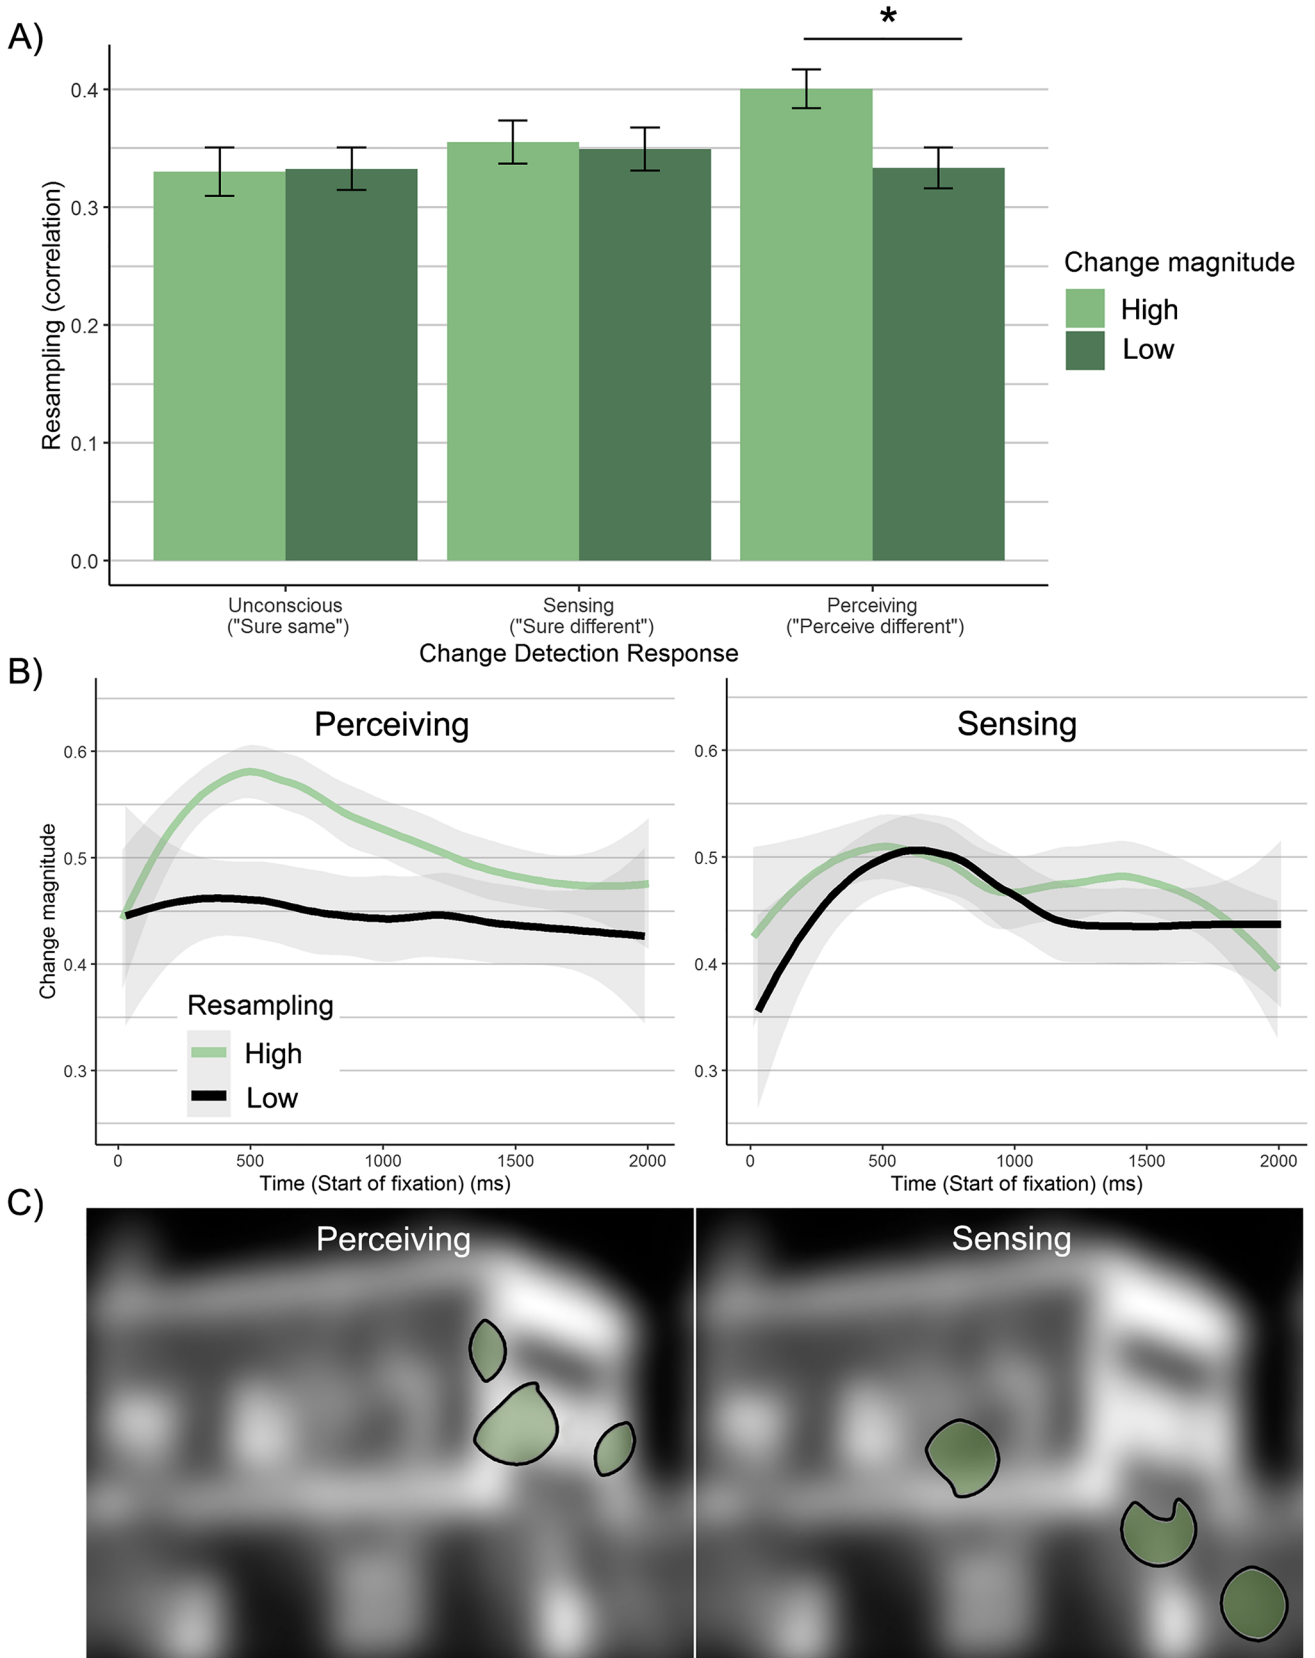 A)
*
0.4
0.3
0.2
0.1
0.0
Resampling (correlation)
Change magnitude
High
Low
Unconscious
("Sure same")
Sensing
("Sure different")
Perceiving
("Perceive different")
Change Detection Response
B)
Perceiving
0.6
0.5
0.4
0.3
Change magnitude
Resampling
High
Low
0 500 1000 1500 2000
Time (Start of fixation) (ms)
Sensing
0.6
0.5
0.4
0.3
0 500 1000 1500 2000
Time (Start of fixation) (ms)
C)
Perceiving
Sensing